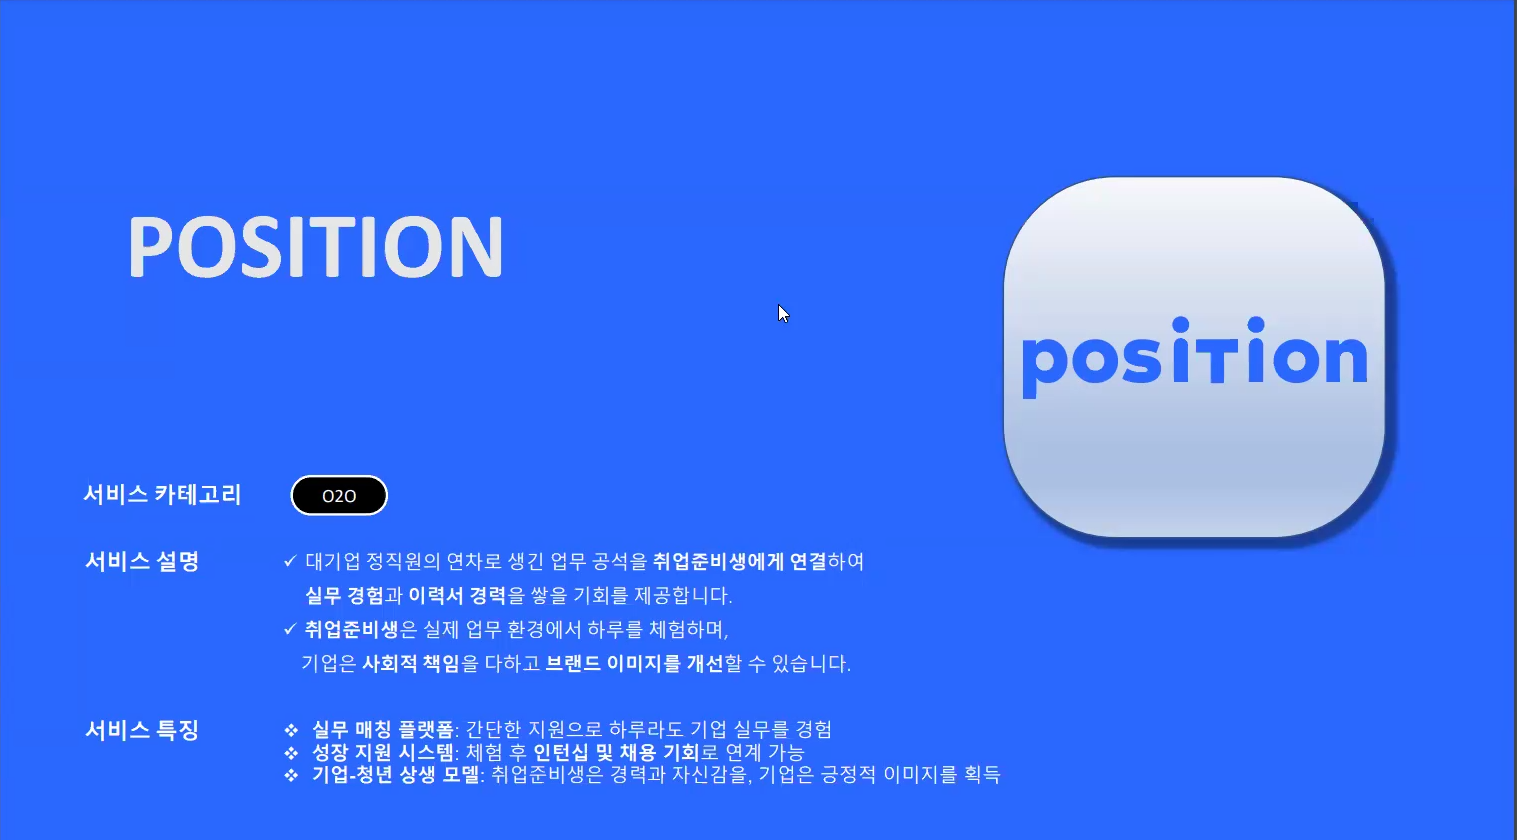 POSITION
posiTion
서비스 카테고리
O2O
서비스 설명
✓ 대기업 정직원의 연차로 생긴 업무 공석을 취업준비생에게 연결하여
실무 경험과 이력서 경력을 쌓을 기회를 제공합니다.
✓ 취업준비생은 실제 업무 환경에서 하루를 체험하며,
기업은 사회적 책임을 다하고 브랜드 이미지를 개선할 수 있습니다.
서비스 특징
❖ 실무 매칭 플랫폼: 간단한 지원으로 하루라도 기업 실무를 경험
❖ 성장 지원 시스템: 체험 후 인턴십 및 채용 기회로 연계 가능
❖ 기업-청년 상생 모델: 취업준비생은 경력과 자신감을, 기업은 긍정적 이미지를 획득